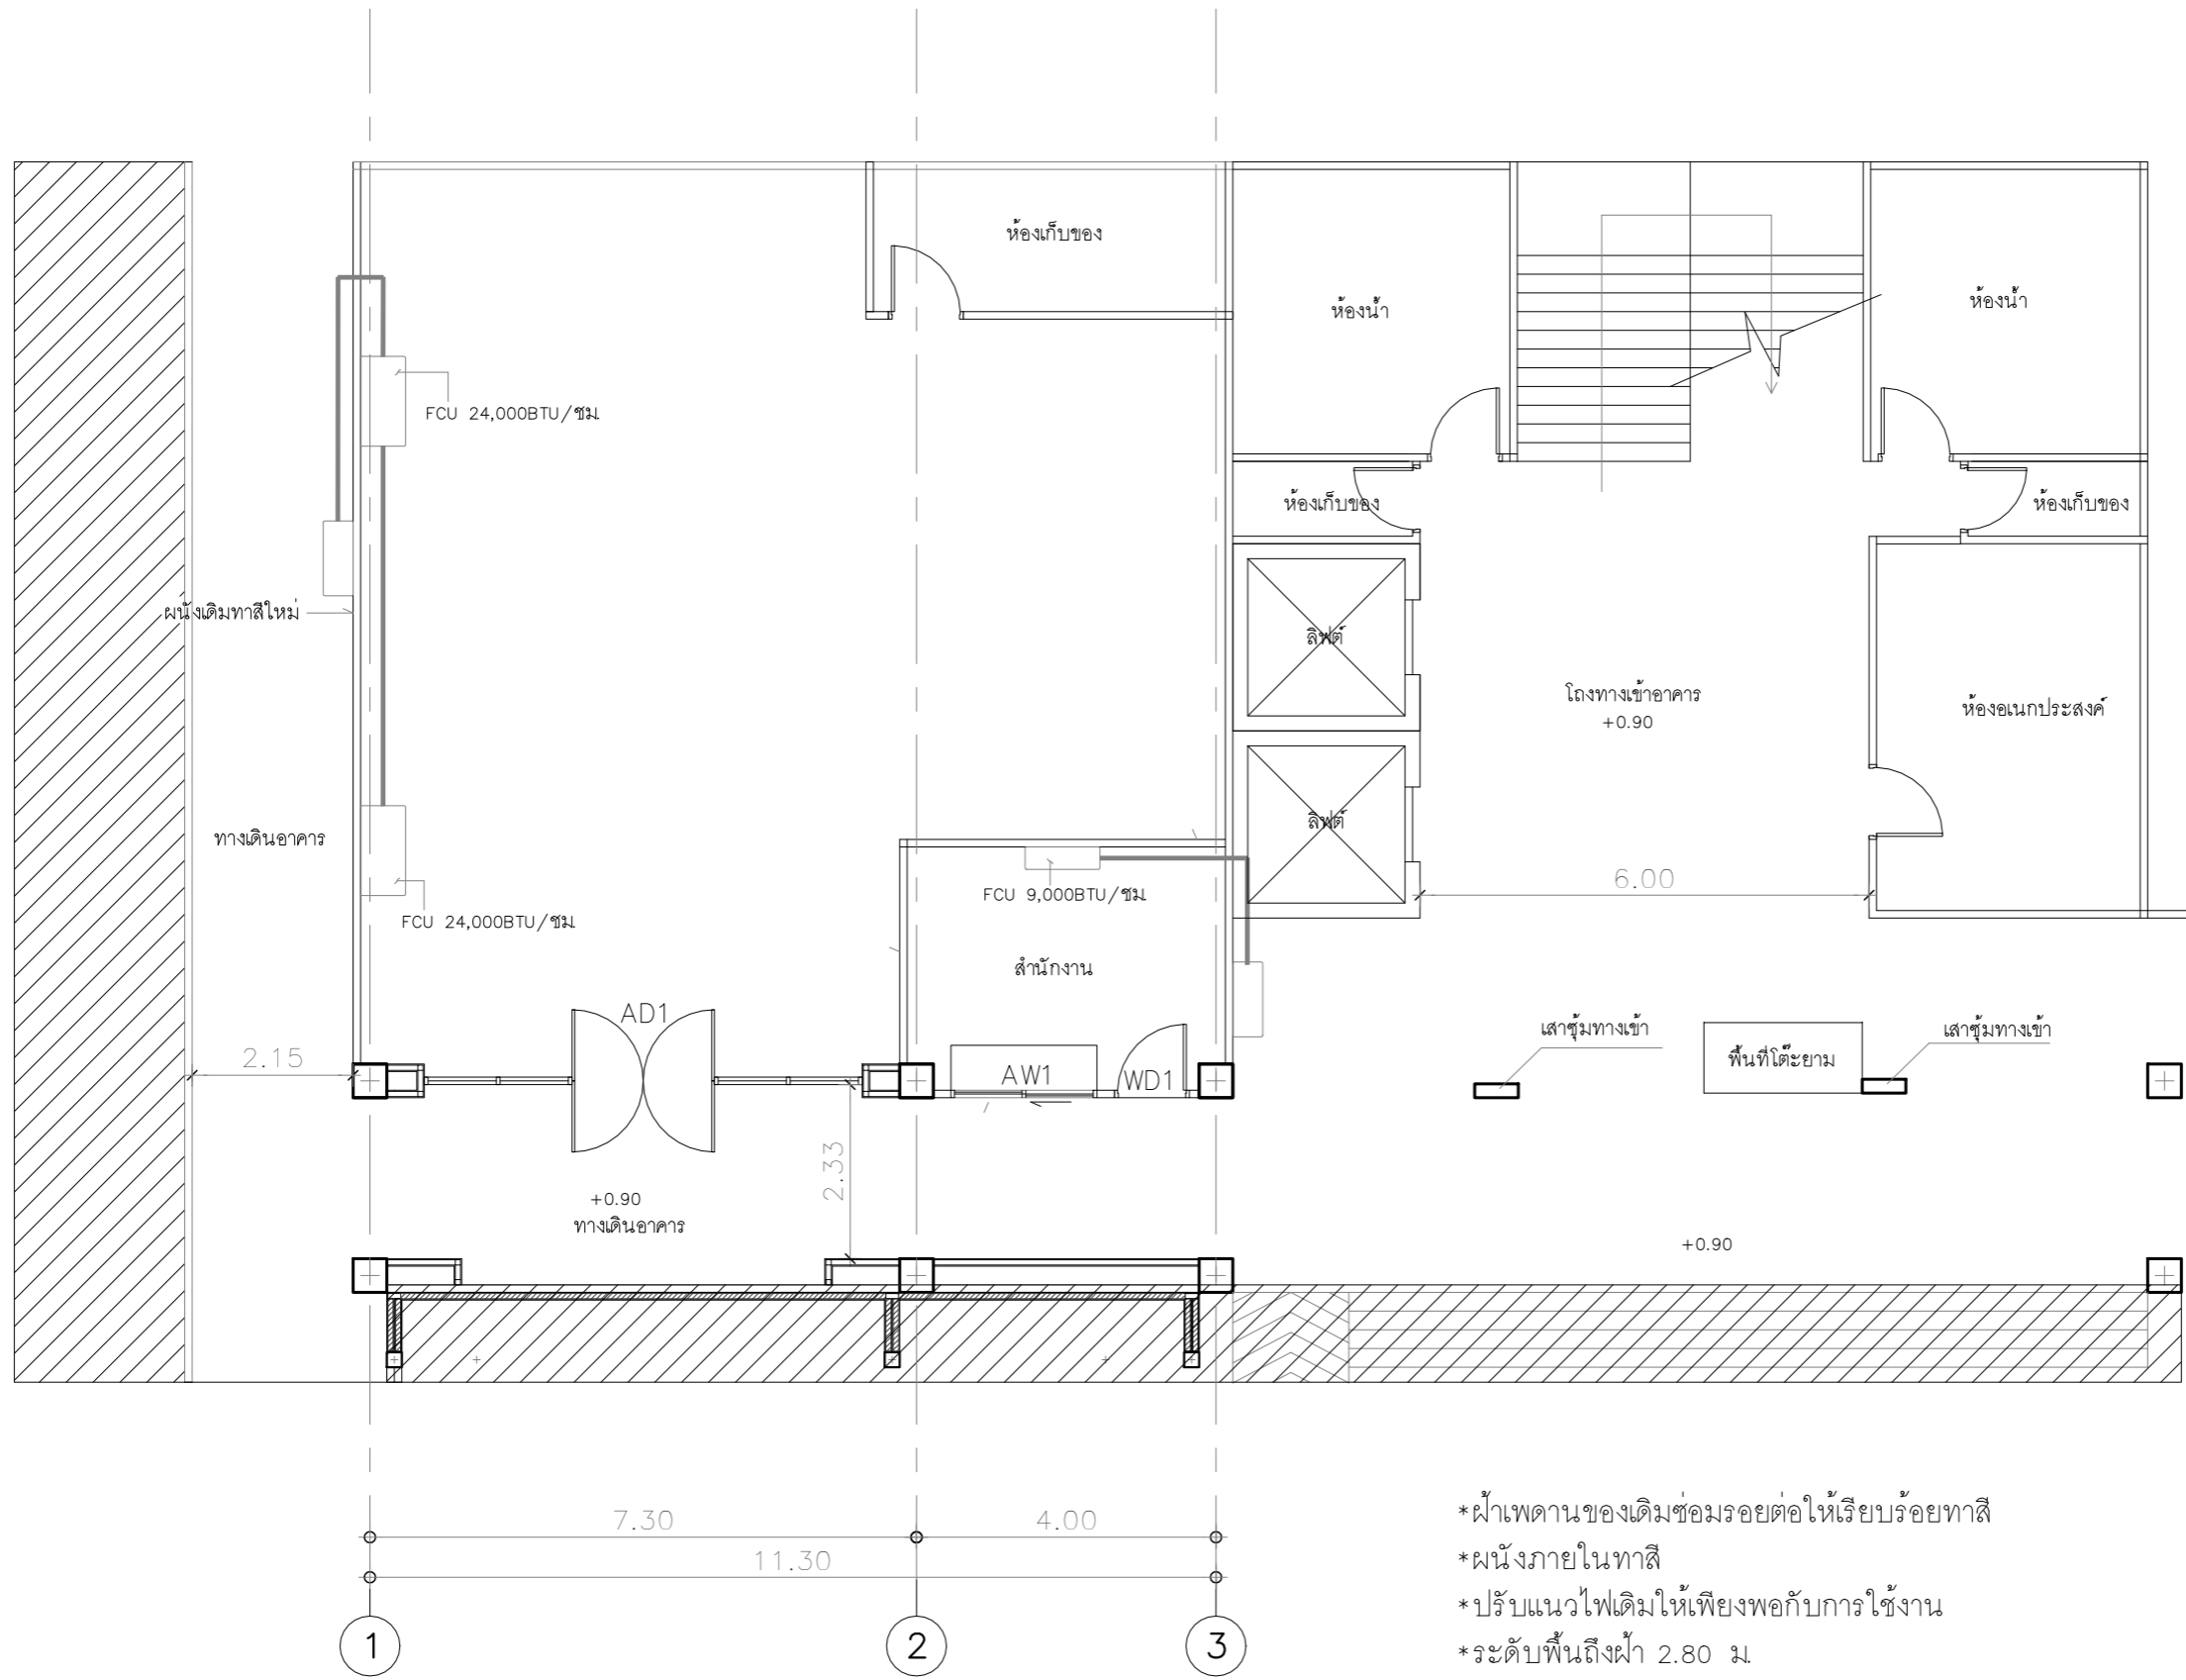 ห้องเก็บของ
ห้องน้ำ
ห้องน้ำ
FCU 24,000BTU/ชม.
ห้องเก็บของ
ห้องเก็บของ
ผนังเดิมทาสีใหม่
ลิฟต์
โถงทางเข้าอาคาร
+0.90
ห้องอเนกประสงค์
ทางเดินอาคาร
ลิฟต์
6.00
FCU 9,000BTU/ชม.
FCU 24,000BTU/ชม.
สำนักงาน
AD1
เสาซุ้มทางเข้า
เสาซุ้มทางเข้า
พื้นที่โต๊ะยาม
2.15
AW1
WD1
2.33
+0.90
ทางเดินอาคาร
+0.90
7.30
4.00
11.30
1
2
3
*ฝ้าเพดานของเดิมซ่อมรอยต่อให้เรียบร้อยทาสี
*ผนังภายในทาสี
*ปรับแนวไฟเดิมให้เพียงพอกับการใช้งาน
*ระดับพื้นถึงฝ้า 2.80 ม.